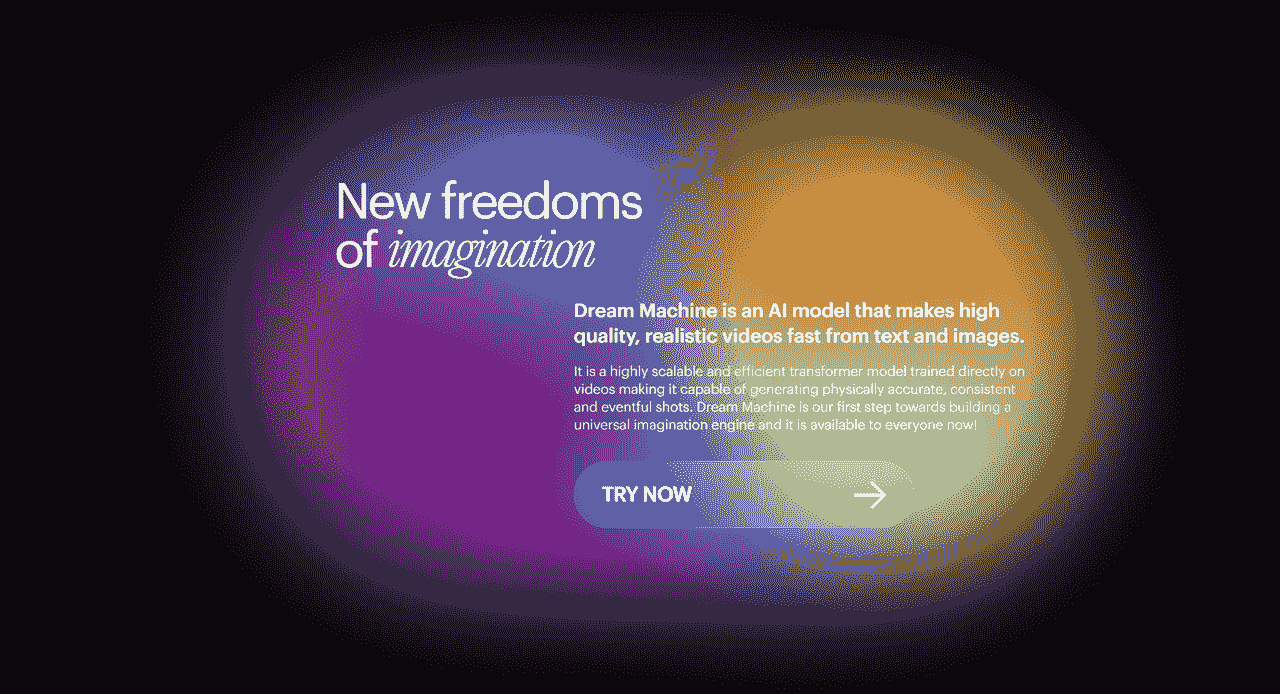 New freedoms
of imagination
Dream Machine is an AI model that makes high
quality, realistic videos fast from text and images.
It is a highly scalable and efficient transformer model trained directly on
videos making it capable of generating physically accurate, consistent
and eventful shots. Dream Machine is our first step towards building a
universal imagination engine and it is available to everyone now!
TRY NOW